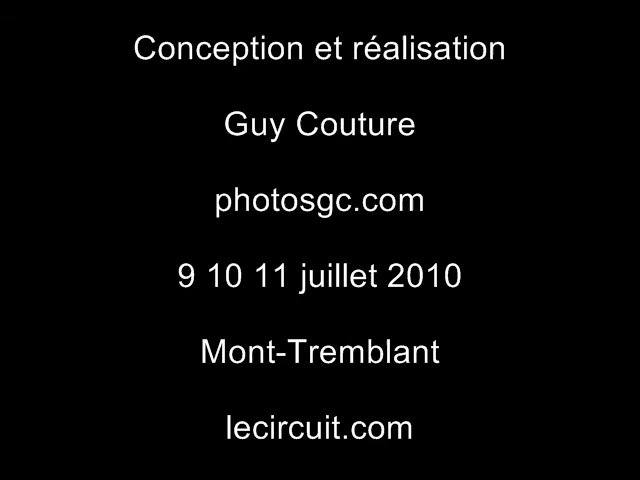 Conception et réalisation
Guy Couture
photosgc.com
9 10 11 juillet 2010
Mont-Tremblant
lecircuit.com